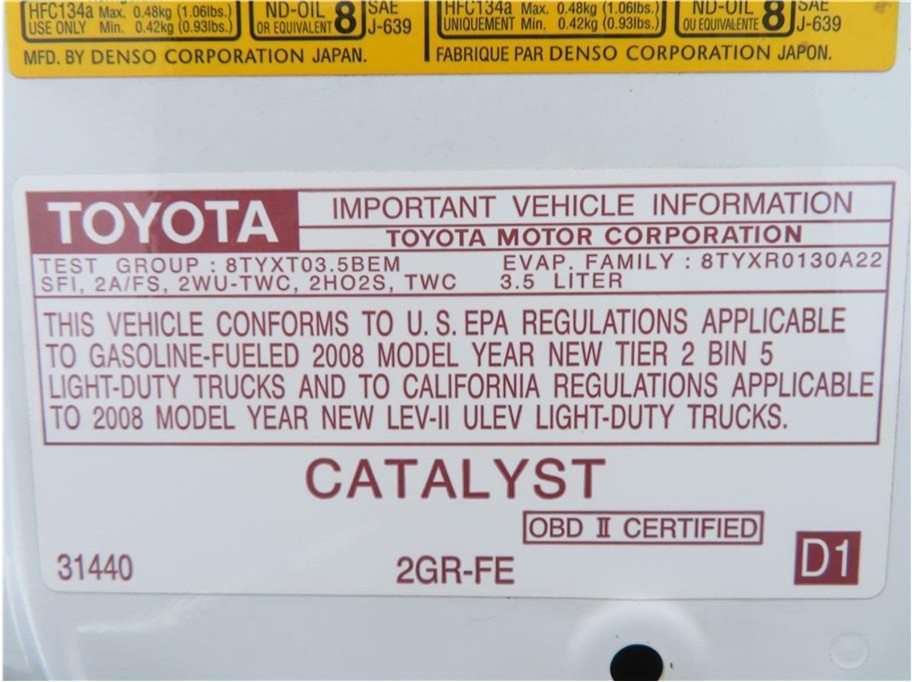 HFC134a Max. 0.48kg (1.06lbs.) ND-OIL 8 SAE
USE ONLY Min. 0.42kg (0.93lbs.) OR EQUIVALENT J-639
MFD. BY DENSO CORPORATION JAPAN.
HFC134a Max. 0.48kg (1.06lbs.) ND-OIL 8 SAE
UNIQUEMENT Min. 0.42kg (0.93lbs.) OU EQUIVALENTE J-639
FABRIQUE PAR DENSO CORPORATION JAPON.
TOYOTA
IMPORTANT VEHICLE INFORMATION
TOYOTA MOTOR CORPORATION
TEST GROUP : 8TYXT03.5BEM EVAP. FAMILY : 8TYXR0130A22
SFI, 2A/FS, 2WU-TWC, 2HO2S, TWC 3.5 LITER
THIS VEHICLE CONFORMS TO U.S. EPA REGULATIONS APPLICABLE
TO GASOLINE-FUELED 2008 MODEL YEAR NEW TIER 2 BIN 5
LIGHT-DUTY TRUCKS AND TO CALIFORNIA REGULATIONS APPLICABLE
TO 2008 MODEL YEAR NEW LEV-II ULEV LIGHT-DUTY TRUCKS.
CATALYST
OBD II CERTIFIED
31440 2GR-FE D1